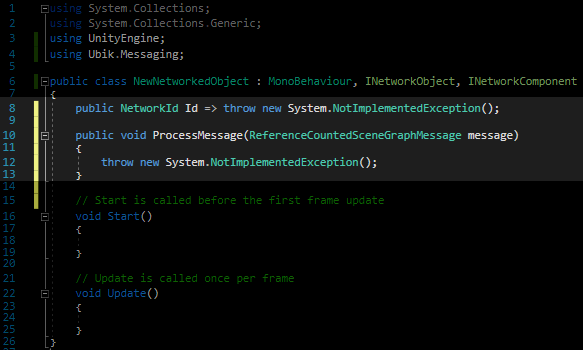 1 using System.Collections;
2 using System.Collections.Generic;
3 using UnityEngine;
4 using Ubik.Messaging;
5
6 public class NewNetworkedObject : MonoBehaviour, INetworkObject, INetworkComponent
7 {
8 public NetworkId Id => throw new System.NotImplementedException();
9
10 public void ProcessMessage(ReferenceCountedSceneGraphMessage message)
11 {
12 throw new System.NotImplementedException();
13 }
14
15 // Start is called before the first frame update
16 void Start()
17 {
18
19 }
20
21 // Update is called once per frame
22 void Update()
23 {
24
25 }
26 }